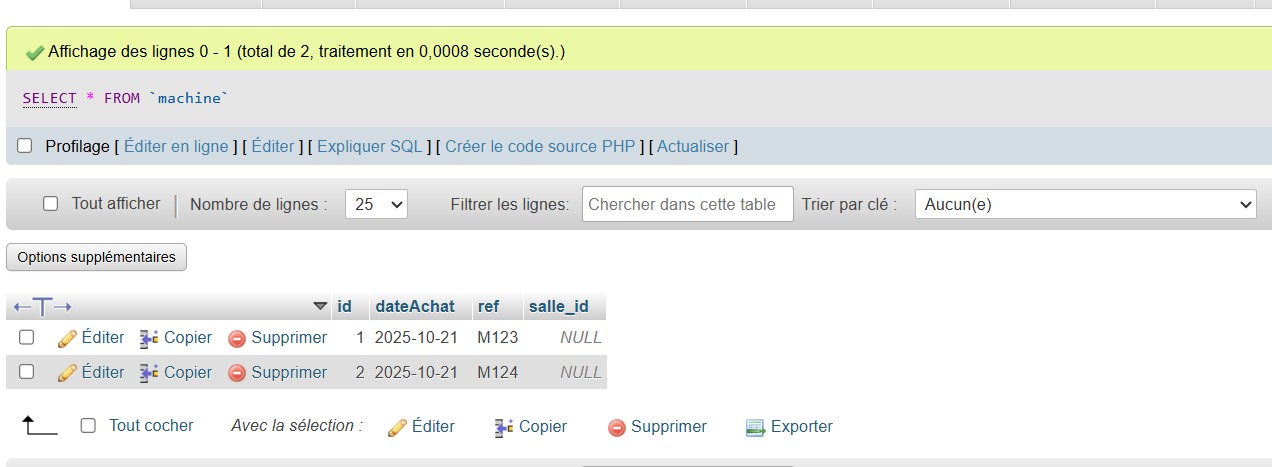 Affichage des lignes 0 - 1 (total de 2, traitement en 0,0008 seconde(s).)
SELECT * FROM `machine`
Profilage [ Éditer en ligne ] [ Éditer ] [ Expliquer SQL ] [ Créer le code source PHP ] [ Actualiser ]
Tout afficher | Nombre de lignes : 25 Filtrer les lignes: Chercher dans cette table Trier par clé : Aucun(e)
Options supplémentaires
←T→ id dateAchat ref salle_id
Éditer Copier Supprimer 1 2025-10-21 M123 NULL
Éditer Copier Supprimer 2 2025-10-21 M124 NULL
Tout cocher Avec la sélection : Éditer Copier Supprimer Exporter